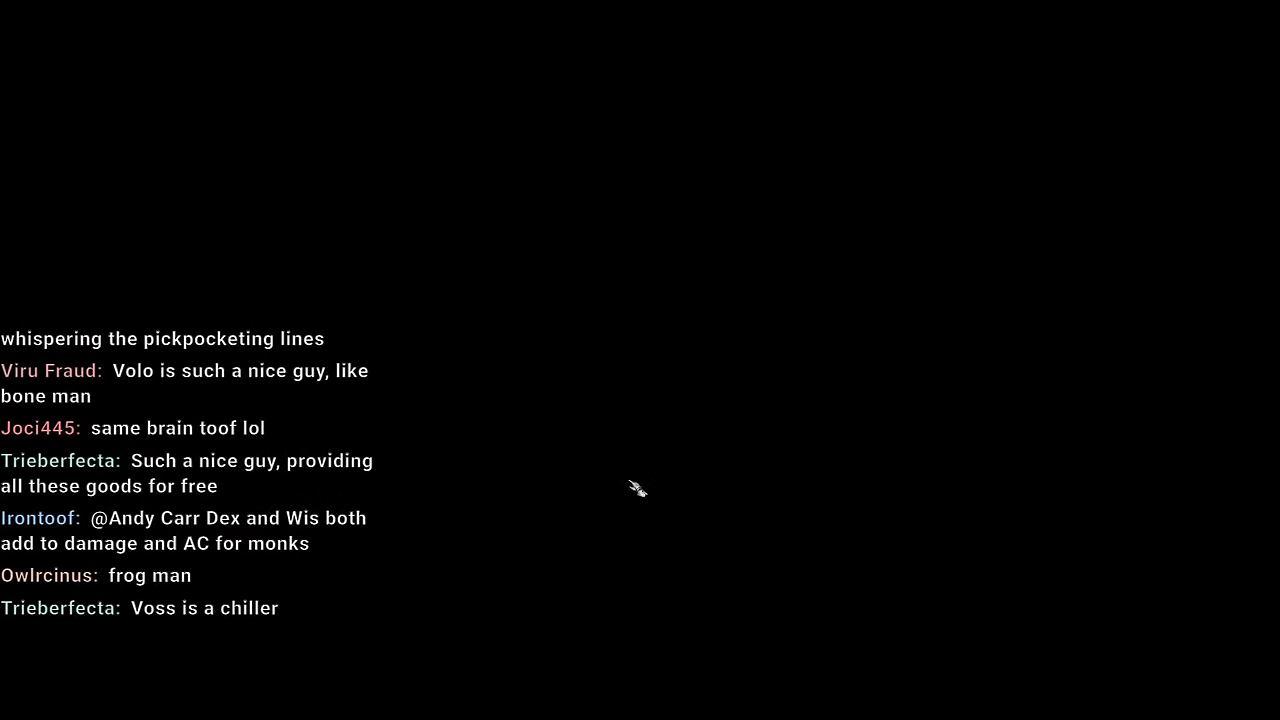 whispering the pickpocketing lines
Viru Fraud: Volo is such a nice guy, like
bone man
Joci445: same brain toof lol
Trieberfecta: Such a nice guy, providing
all these goods for free
Irontoof: @Andy Carr Dex and Wis both
add to damage and AC for monks
Owlrcinus: frog man
Trieberfecta: Voss is a chiller